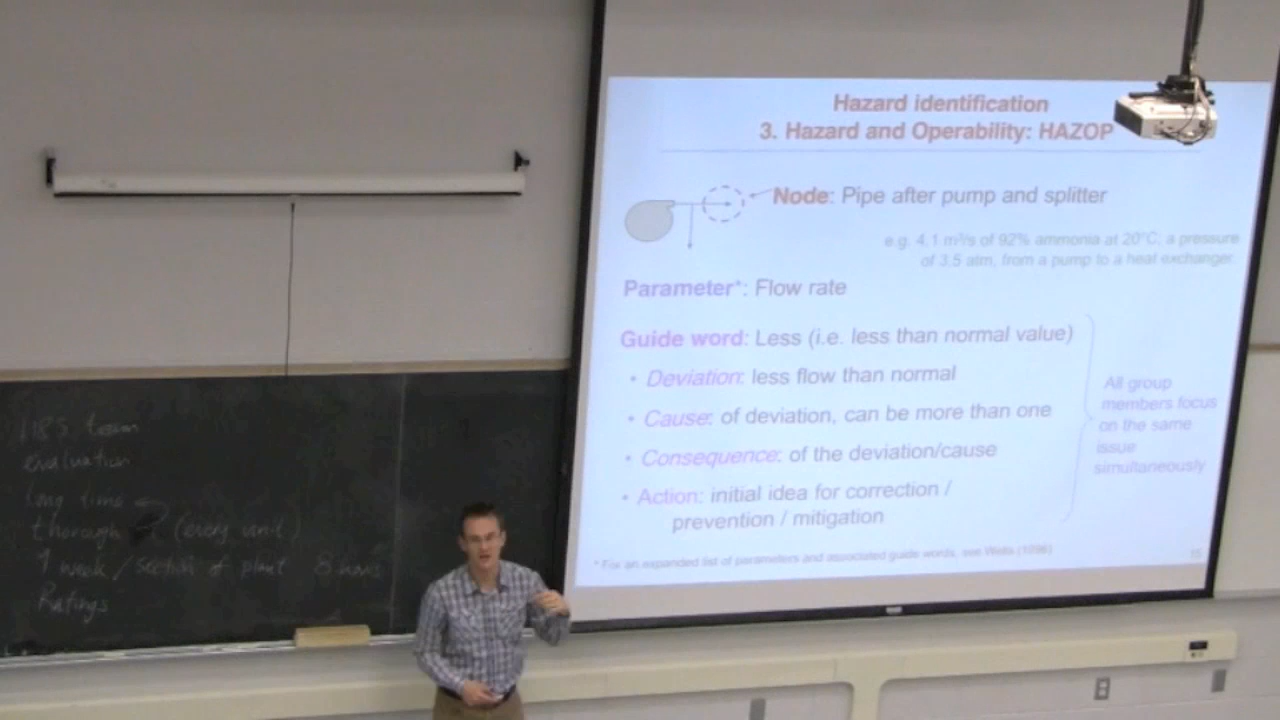 Hazard identification
3. Hazard and Operability: HAZOP
Node: Pipe after pump and splitter
e.g. 4.1 m³/s of 92% ammonia at 20°C, a pressure
of 3.5 atm, from a pump to a heat exchanger.
Parameter*: Flow rate
Guide word: Less (i.e. less than normal value)
• Deviation: less flow than normal
• Cause: of deviation, can be more than one
• Consequence: of the deviation/cause
• Action: initial idea for correction /
prevention / mitigation
All group
members focus
on the same
issue
simultaneously
* For an expanded list of parameters and associated guide words, see Wells (1996)
15
team
evaluation
long time
thorough (every unit)
1 week / section of plant 8 hours
Ratings